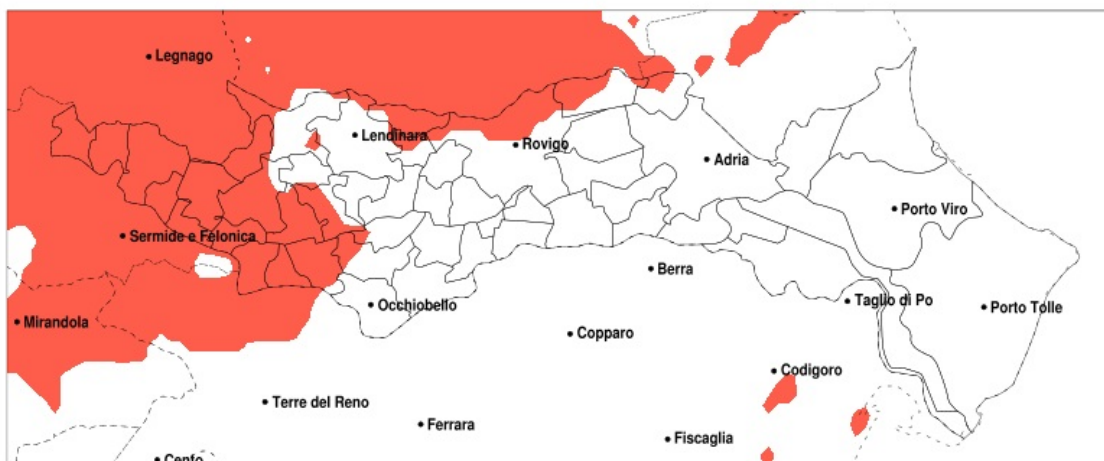 Legnago
Lendinara
Rovigo
Adria
Porto Viro
Sermide e Felonica
Berra
Taglio di Po
Occhiobello
Porto Tolle
Mirandola
Copparo
Codigoro
Terre del Reno
Ferrara
Fiscaglia
Cento